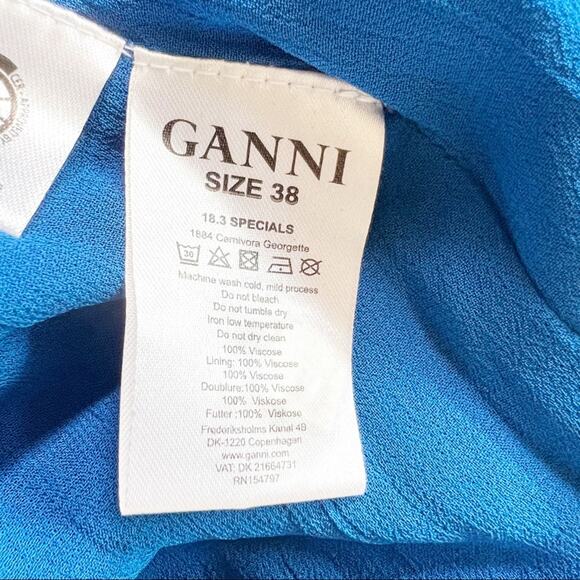 GANNI
SIZE 38
18.3 SPECIALS
1884 Carnivora Georgette
30
Machine wash cold, mild process
Do not bleach
Do not tumble dry
Iron low temperature
Do not dry clean
100% Viscose
Lining: 100% Viscose
100% Viscose
Doublure:100% Viscose
100% Viskose
Futter :100% Viskose
Frederiksholms Kanal 4B
DK-1220 Copenhagen
www.ganni.com
VAT: DK 21664731
RN154797